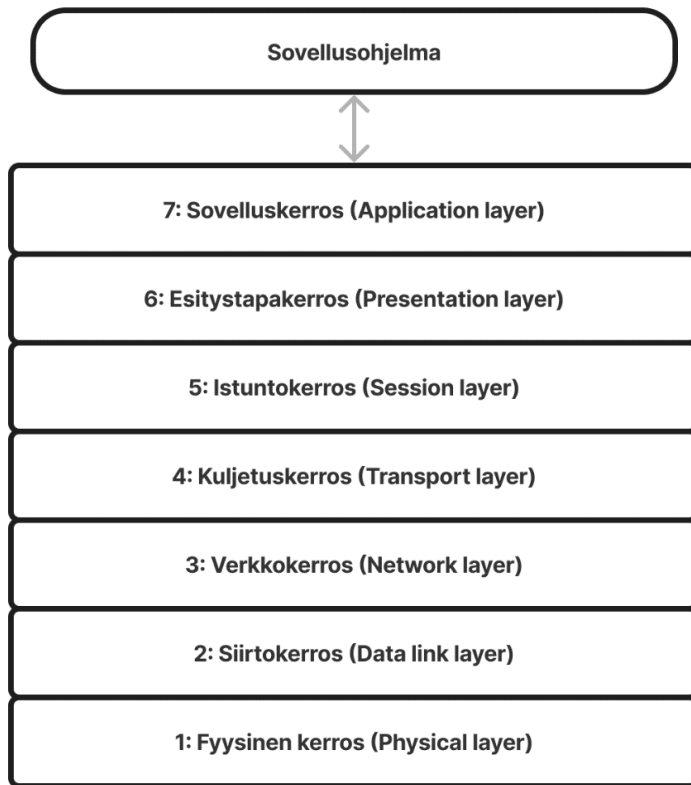 Sovellusohjelma
7: Sovelluskerros (Application layer)
6: Esitystapakerros (Presentation layer)
5: Istuntokerros (Session layer)
4: Kuljetuskerros (Transport layer)
3: Verkkokerros (Network layer)
2: Siirtokerros (Data link layer)
1: Fyysinen kerros (Physical layer)